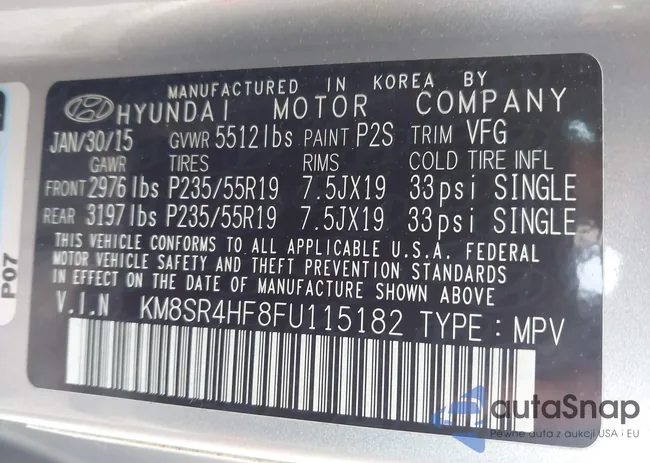 MANUFACTURED IN KOREA BY
HYUNDAI MOTOR COMPANY
JAN/30/15 GVWR 5512lbs PAINT P2S TRIM VFG
GAWR TIRES RIMS COLD TIRE INFL
FRONT 2976lbs P235/55R19 7.5JX19 33psi SINGLE
REAR 3197lbs P235/55R19 7.5JX19 33psi SINGLE
THIS VEHICLE CONFORMS TO ALL APPLICABLE U.S.A. FEDERAL
MOTOR VEHICLE SAFETY AND THEFT PREVENTION STANDARDS
IN EFFECT ON THE DATE OF MANUFACTURE SHOWN ABOVE
V.I.N KM8SR4HF8FU115182 TYPE : MPV
P07
autaSnap
Pewne auta z aukcji USA i EU